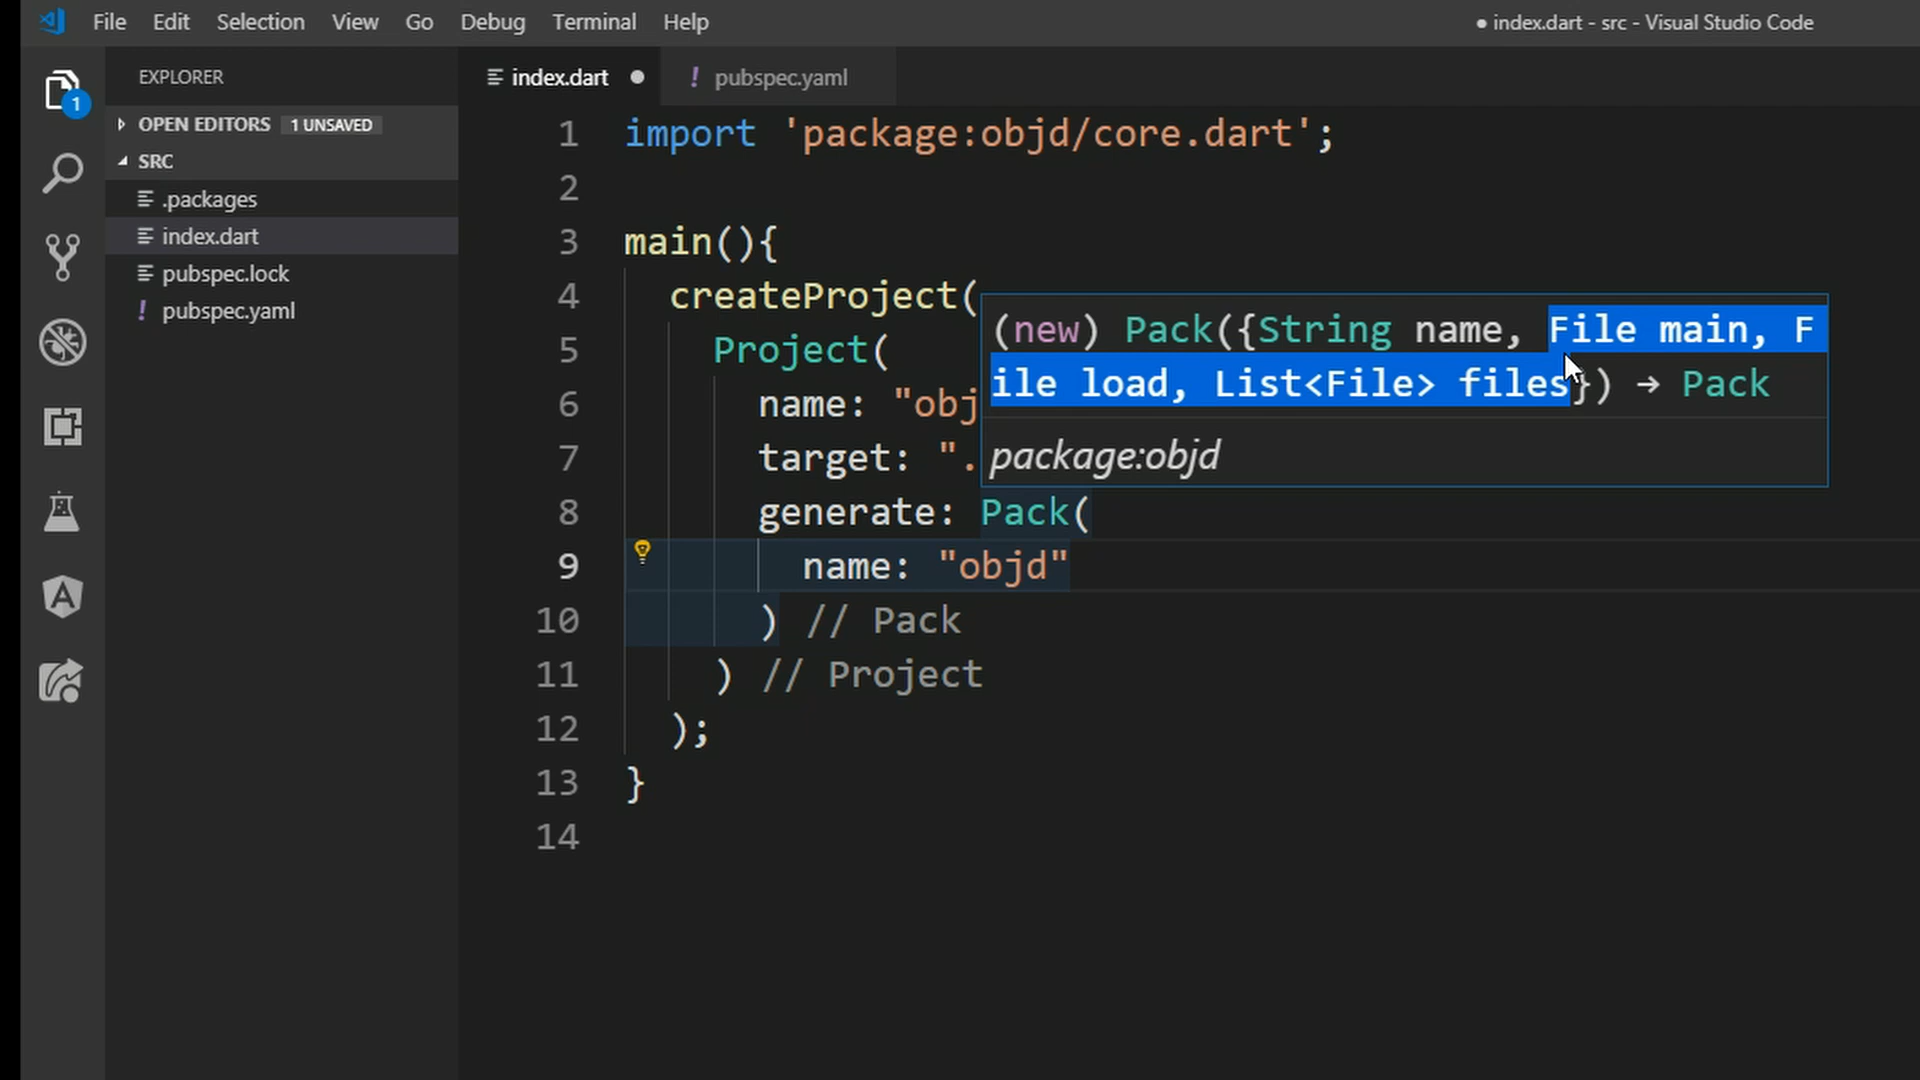 File Edit Selection View Go Debug Terminal Help
● index.dart - src - Visual Studio Code
EXPLORER
OPEN EDITORS 1 UNSAVED
SRC
.packages
index.dart
pubspec.lock
! pubspec.yaml
1
index.dart ●
! pubspec.yaml
1 import 'package:objd/core.dart';
2
3 main(){
4 createProject(
5 Project(
6 name: "obj
7 target: ".
8 generate: Pack(
9 name: "objd"
10 ) // Pack
11 ) // Project
12 );
13 }
14
(new) Pack({String name, File main, F
ile load, List<File> files}) → Pack
package:objd